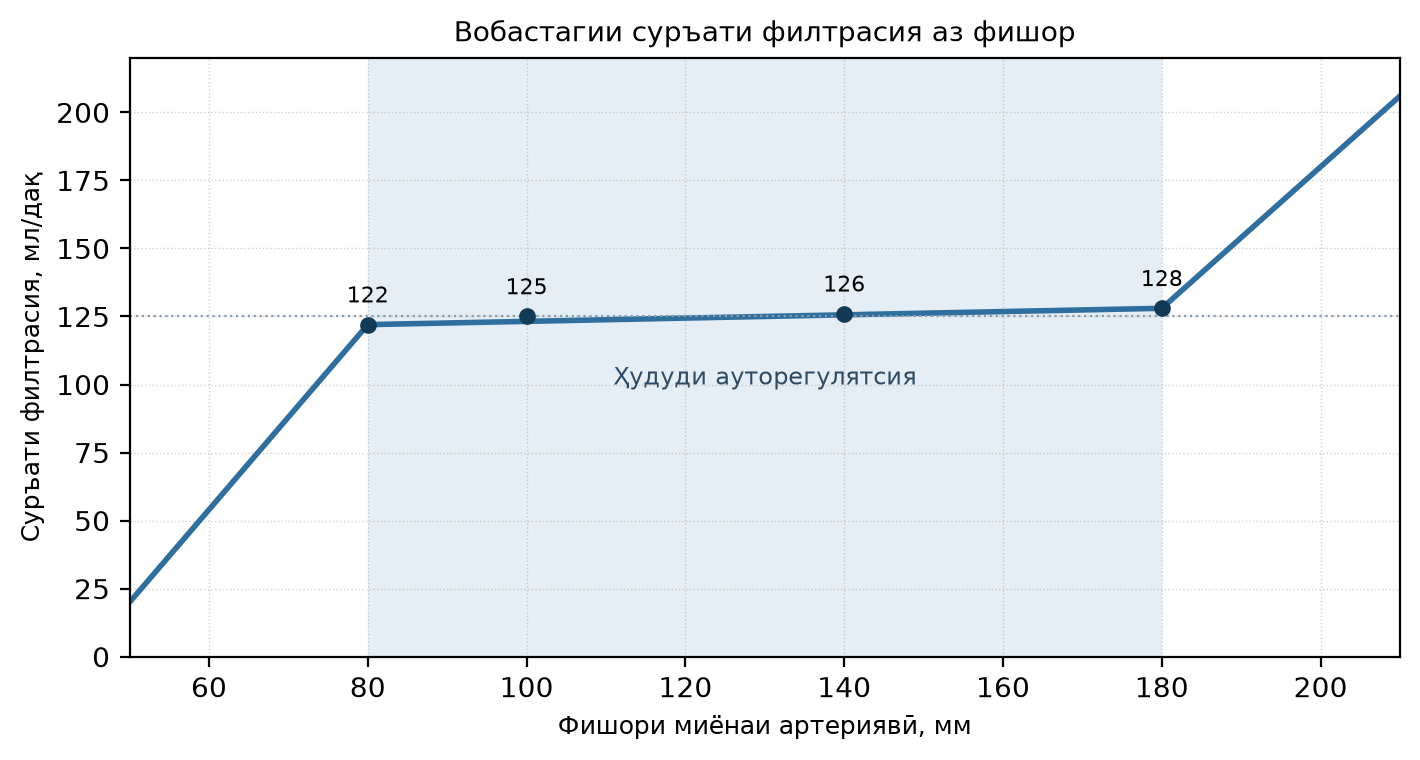 Вобастагии суръати филтрасия аз фишор
Суръати филтрасия, мл/дақ
200
175
150
125
100
75
50
25
0
122
125
126
128
Ҳудуди ауторегулятсия
60 80 100 120 140 160 180 200
Фишори миёнаи артериявӣ, мм